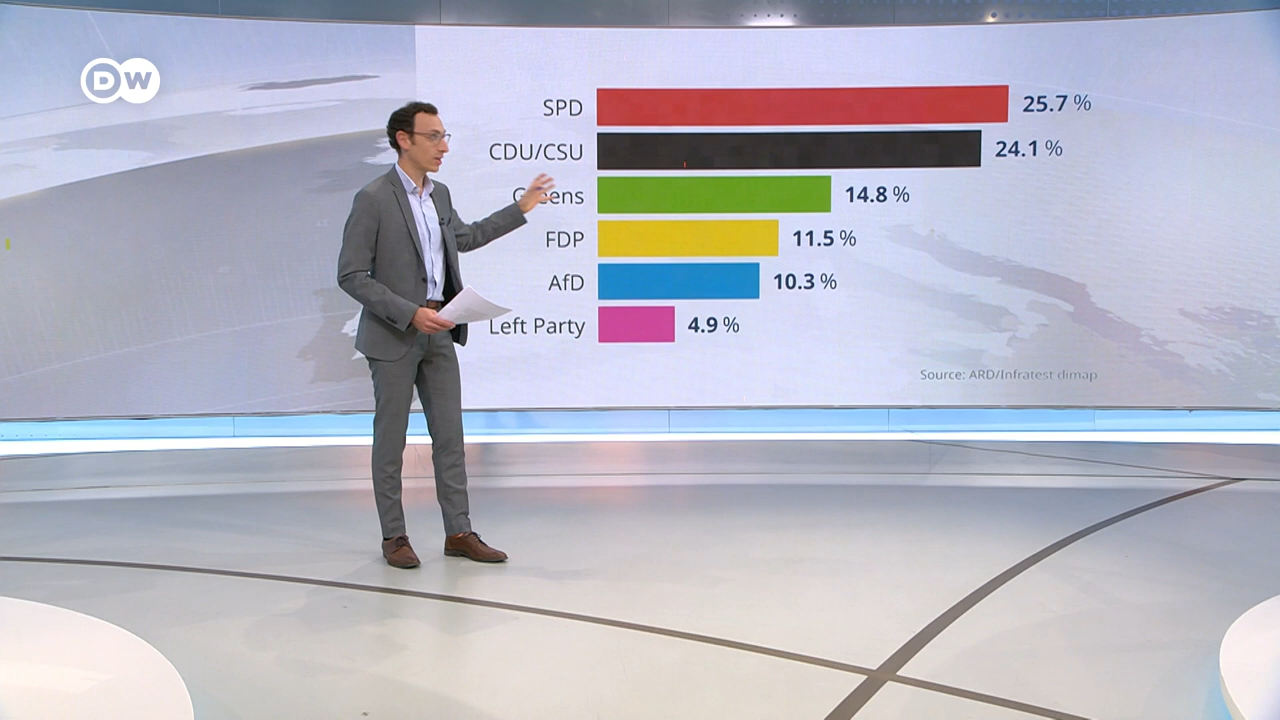 DW
SPD 25.7 %
CDU/CSU 24.1 %
Greens 14.8 %
FDP 11.5 %
AfD 10.3 %
Left Party 4.9 %
Source: ARD/Infratest dimap